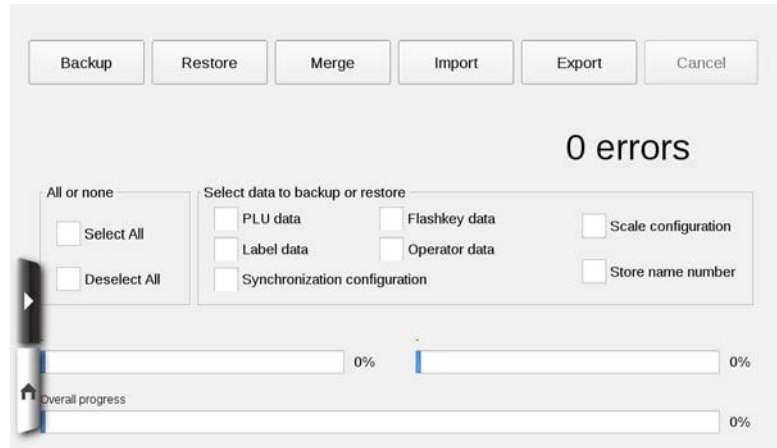 Backup Restore Merge Import Export Cancel
0 errors
All or none
Select All
Deselect All
Select data to backup or restore
PLU data Flashkey data Scale configuration
Label data Operator data
Synchronization configuration Store name number
0% 0%
Overall progress
0%